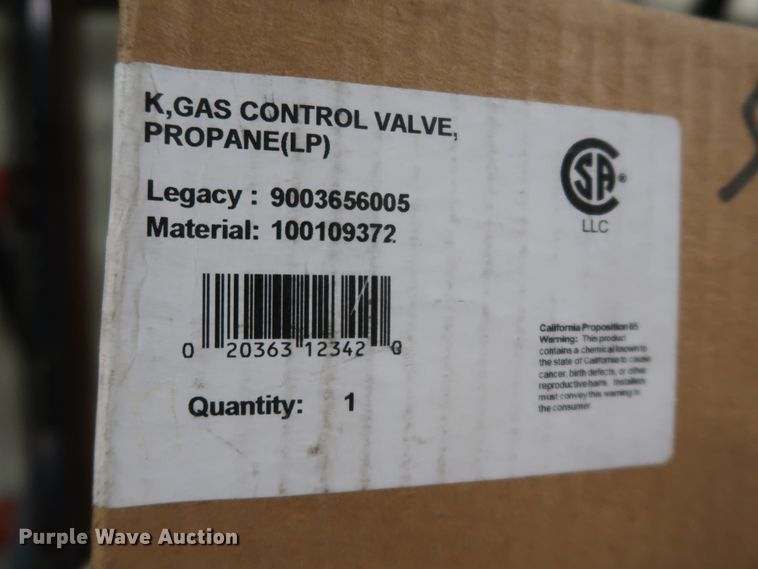 K,GAS CONTROL VALVE,
PROPANE(LP)
Legacy : 9003656005
Material: 100109372
CSA®
LLC
0 20363 12342 0
Quantity: 1
California Proposition 65
Warning: This product
contains a chemical known to
the state of California to cause
cancer, birth defects, or other
reproductive harm. Installers
must convey this warning to
the consumer
Purple Wave Auction